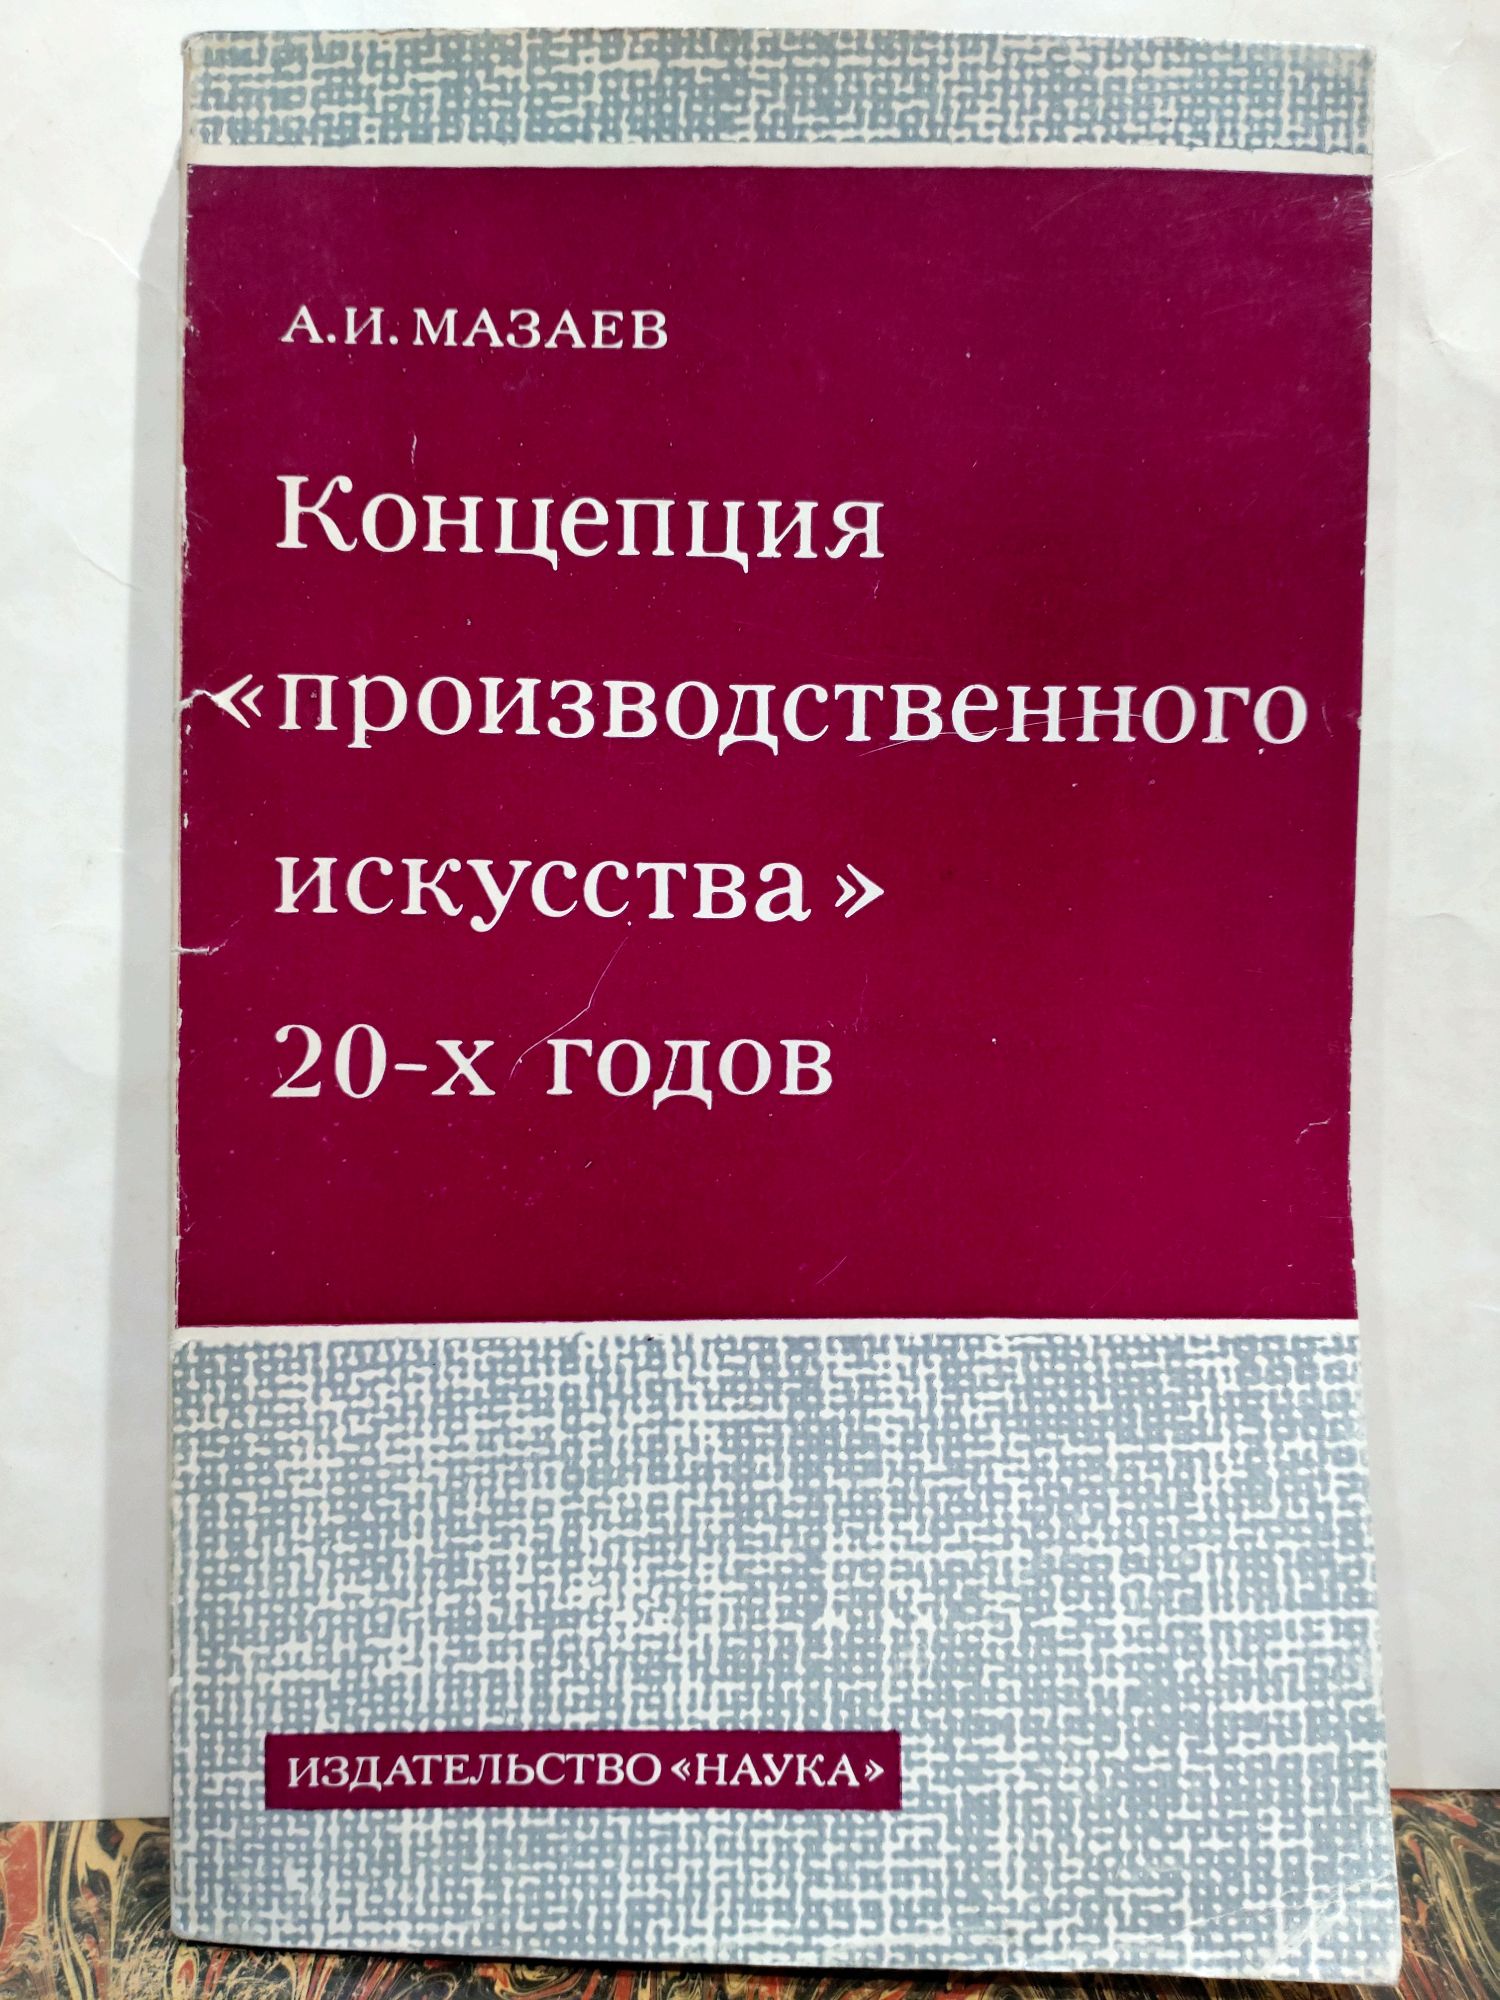 А.И. МАЗАЕВ
Концепция
«производственного
искусства»
20-х годов
ИЗДАТЕЛЬСТВО «НАУКА»